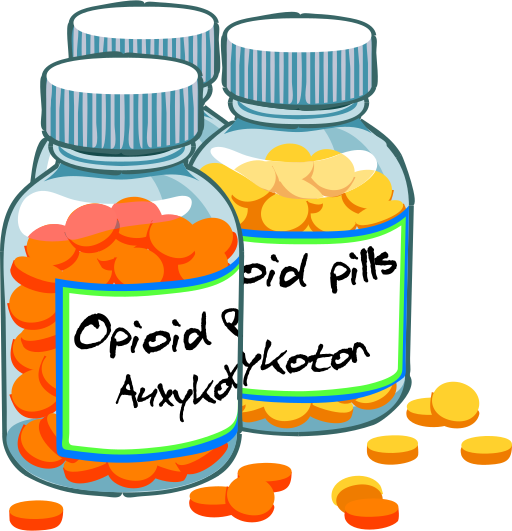 Opioid P
Auxyko
oid pills
ykoton